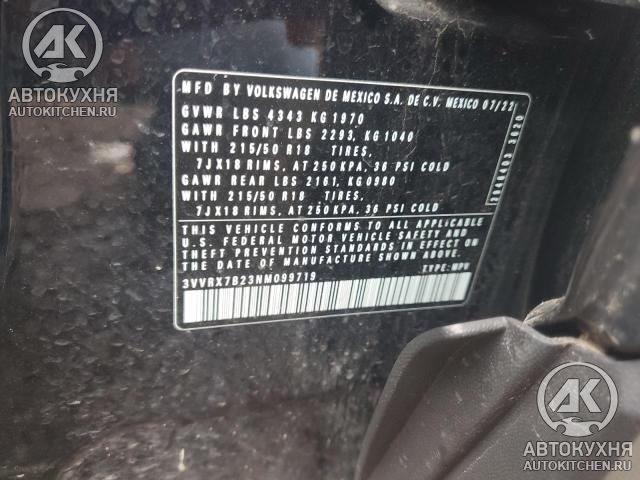 AK
АВТОКУХНЯ
AUTOKITCHEN.RU
MFD BY VOLKSWAGEN DE MEXICO S.A. DE C.V. MEXICO 07/22
GVWR LBS 4343 KG 1970
GAWR FRONT LBS 2293, KG 1040
WITH 215/50 R18 TIRES,
7JX18 RIMS, AT 250 KPA, 36 PSI COLD
GAWR REAR LBS 2161, KG 0980
WITH 215/50 R18 TIRES,
7JX18 RIMS, AT 250 KPA, 36 PSI COLD
THIS VEHICLE CONFORMS TO ALL APPLICABLE
U.S. FEDERAL MOTOR VEHICLE SAFETY AND
THEFT PREVENTION STANDARDS IN EFFECT ON
THE DATE OF MANUFACTURE SHOWN ABOVE.
3VVRX7B23NM099719 TYPE: MPV
AK
АВТОКУХНЯ
AUTOKITCHEN.RU